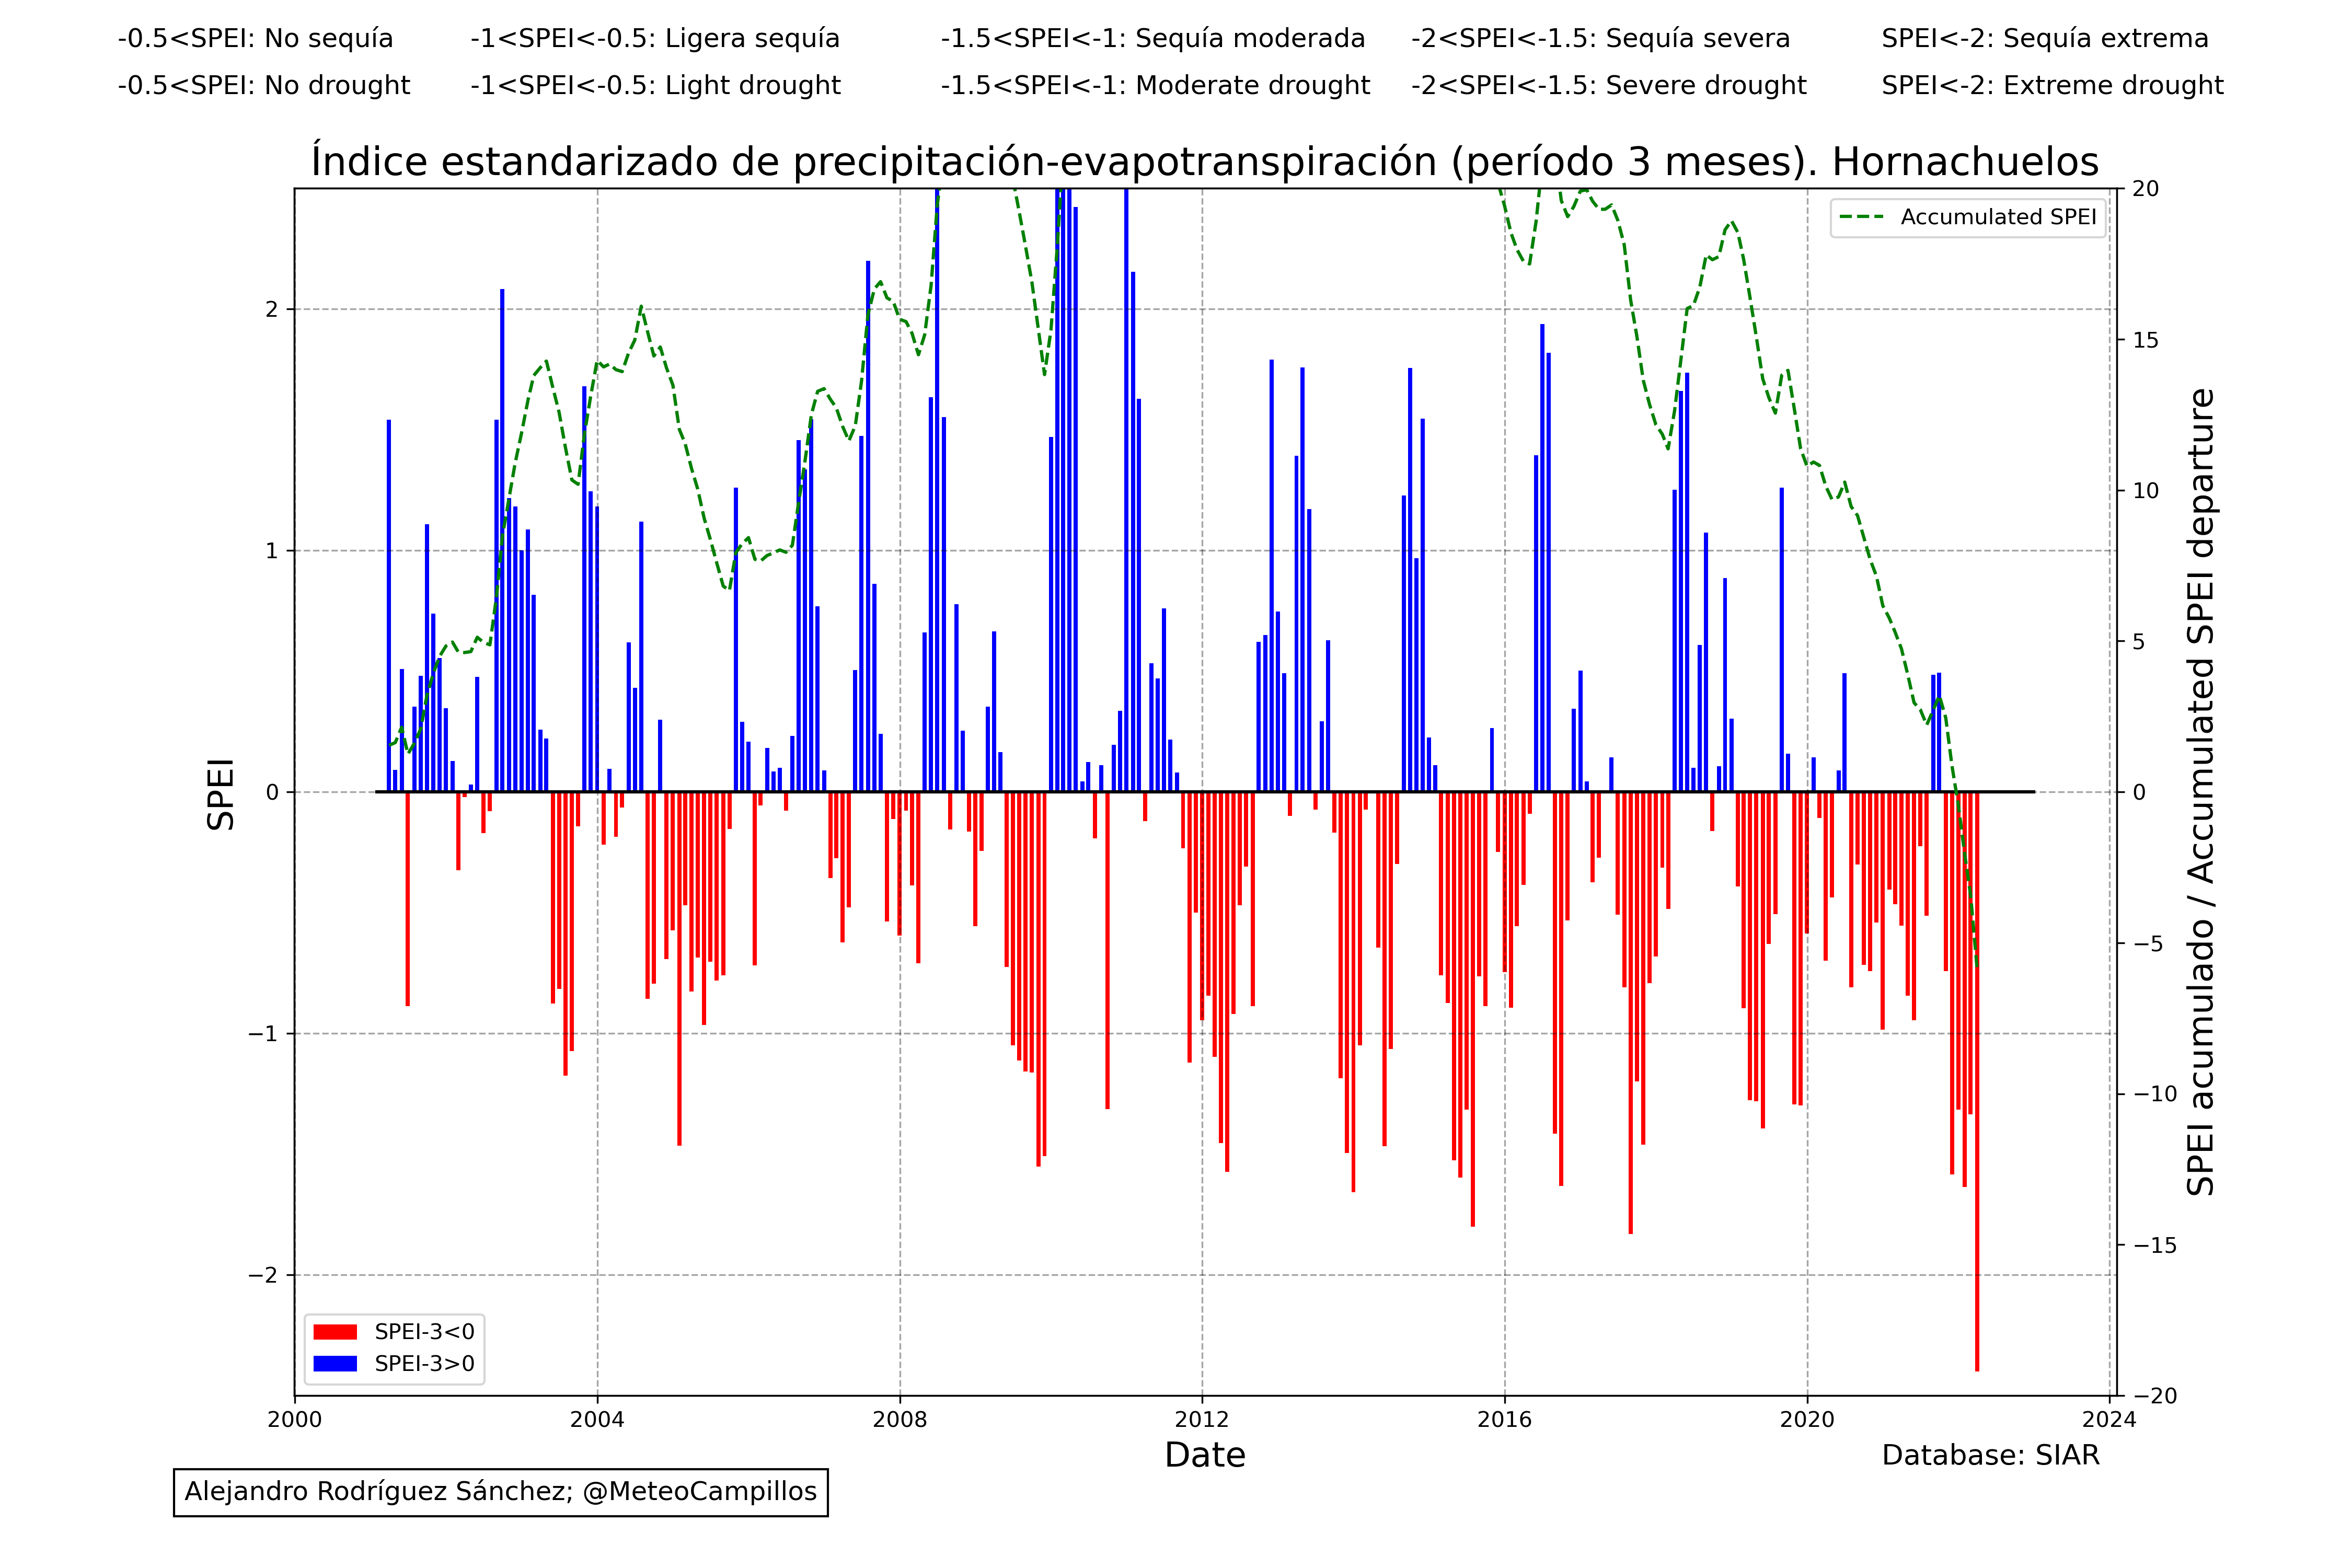 -0.5<SPEI: No sequía -1<SPEI<-0.5: Ligera sequía -1.5<SPEI<-1: Sequía moderada -2<SPEI<-1.5: Sequía severa SPEI<-2: Sequía extrema
-0.5<SPEI: No drought -1<SPEI<-0.5: Light drought -1.5<SPEI<-1: Moderate drought -2<SPEI<-1.5: Severe drought SPEI<-2: Extreme drought
Índice estandarizado de precipitación-evapotranspiración (período 3 meses). Hornachuelos
Accumulated SPEI
SPEI
2
1
0
−1
−2
20
15
10
5
0
−5
−10
−15
−20
SPEI acumulado / Accumulated SPEI departure
SPEI-3<0
SPEI-3>0
2000 2004 2008 2012 2016 2020 2024
Date
Database: SIAR
Alejandro Rodríguez Sánchez; @MeteoCampillos